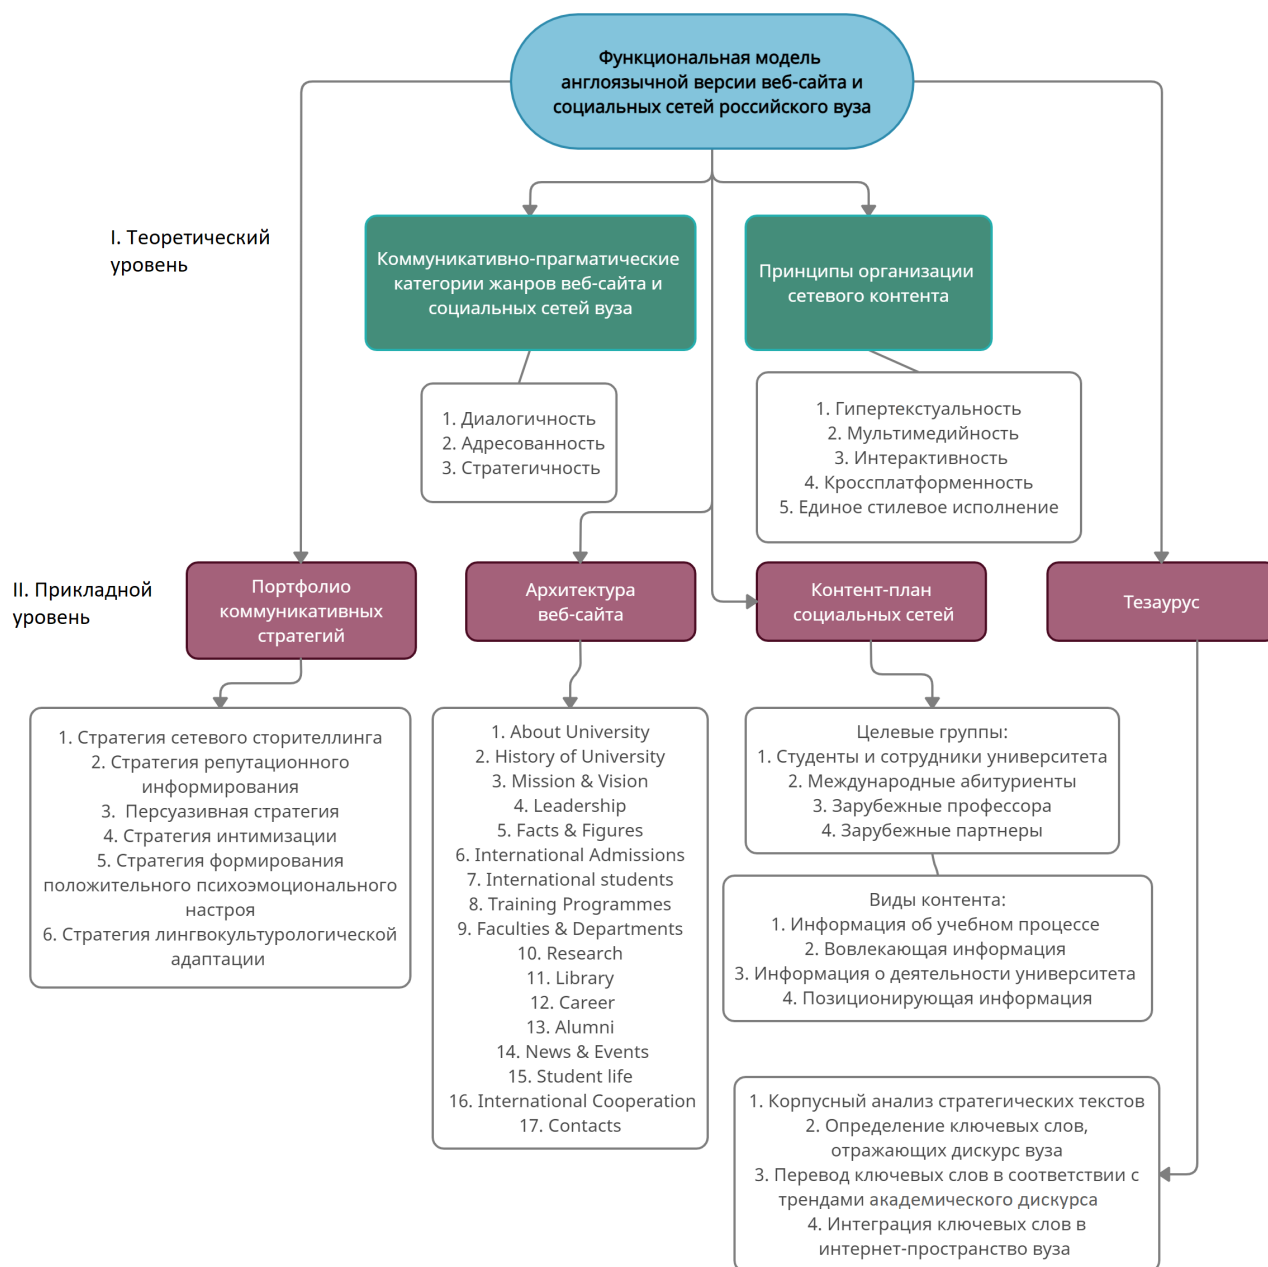 Функциональная модель
англоязычной версии веб-сайта и
социальных сетей российского вуза
I. Теоретический
уровень
Коммуникативно-прагматические
категории жанров веб-сайта и
социальных сетей вуза
Принципы организации
сетевого контента
1. Диалогичность
2. Адресованность
3. Стратегичность
1. Гипертекстуальность
2. Мультимедийность
3. Интерактивность
4. Кроссплатформенность
5. Единое стилевое исполнение
II. Прикладной
уровень
Портфолио
коммуникативных
стратегий
Архитектура
веб-сайта
Контент-план
социальных сетей
Тезаурус
1. Стратегия сетевого сторителлинга
2. Стратегия репутационного
информирования
3. Персуазивная стратегия
4. Стратегия интимизации
5. Стратегия формирования
положительного психоэмоционального
настроя
6. Стратегия лингвокультурологической
адаптации
1. About University
2. History of University
3. Mission & Vision
4. Leadership
5. Facts & Figures
6. International Admissions
7. International students
8. Training Programmes
9. Faculties & Departments
10. Research
11. Library
12. Career
13. Alumni
14. News & Events
15. Student life
16. International Cooperation
17. Contacts
Целевые группы:
1. Студенты и сотрудники университета
2. Международные абитуриенты
3. Зарубежные профессора
4. Зарубежные партнеры
Виды контента:
1. Информация об учебном процессе
2. Вовлекающая информация
3. Информация о деятельности университета
4. Позиционирующая информация
1. Корпусный анализ стратегических текстов
2. Определение ключевых слов,
отражающих дискурс вуза
3. Перевод ключевых слов в соответствии с
трендами академического дискурса
4. Интеграция ключевых слов в
интернет-пространство вуза